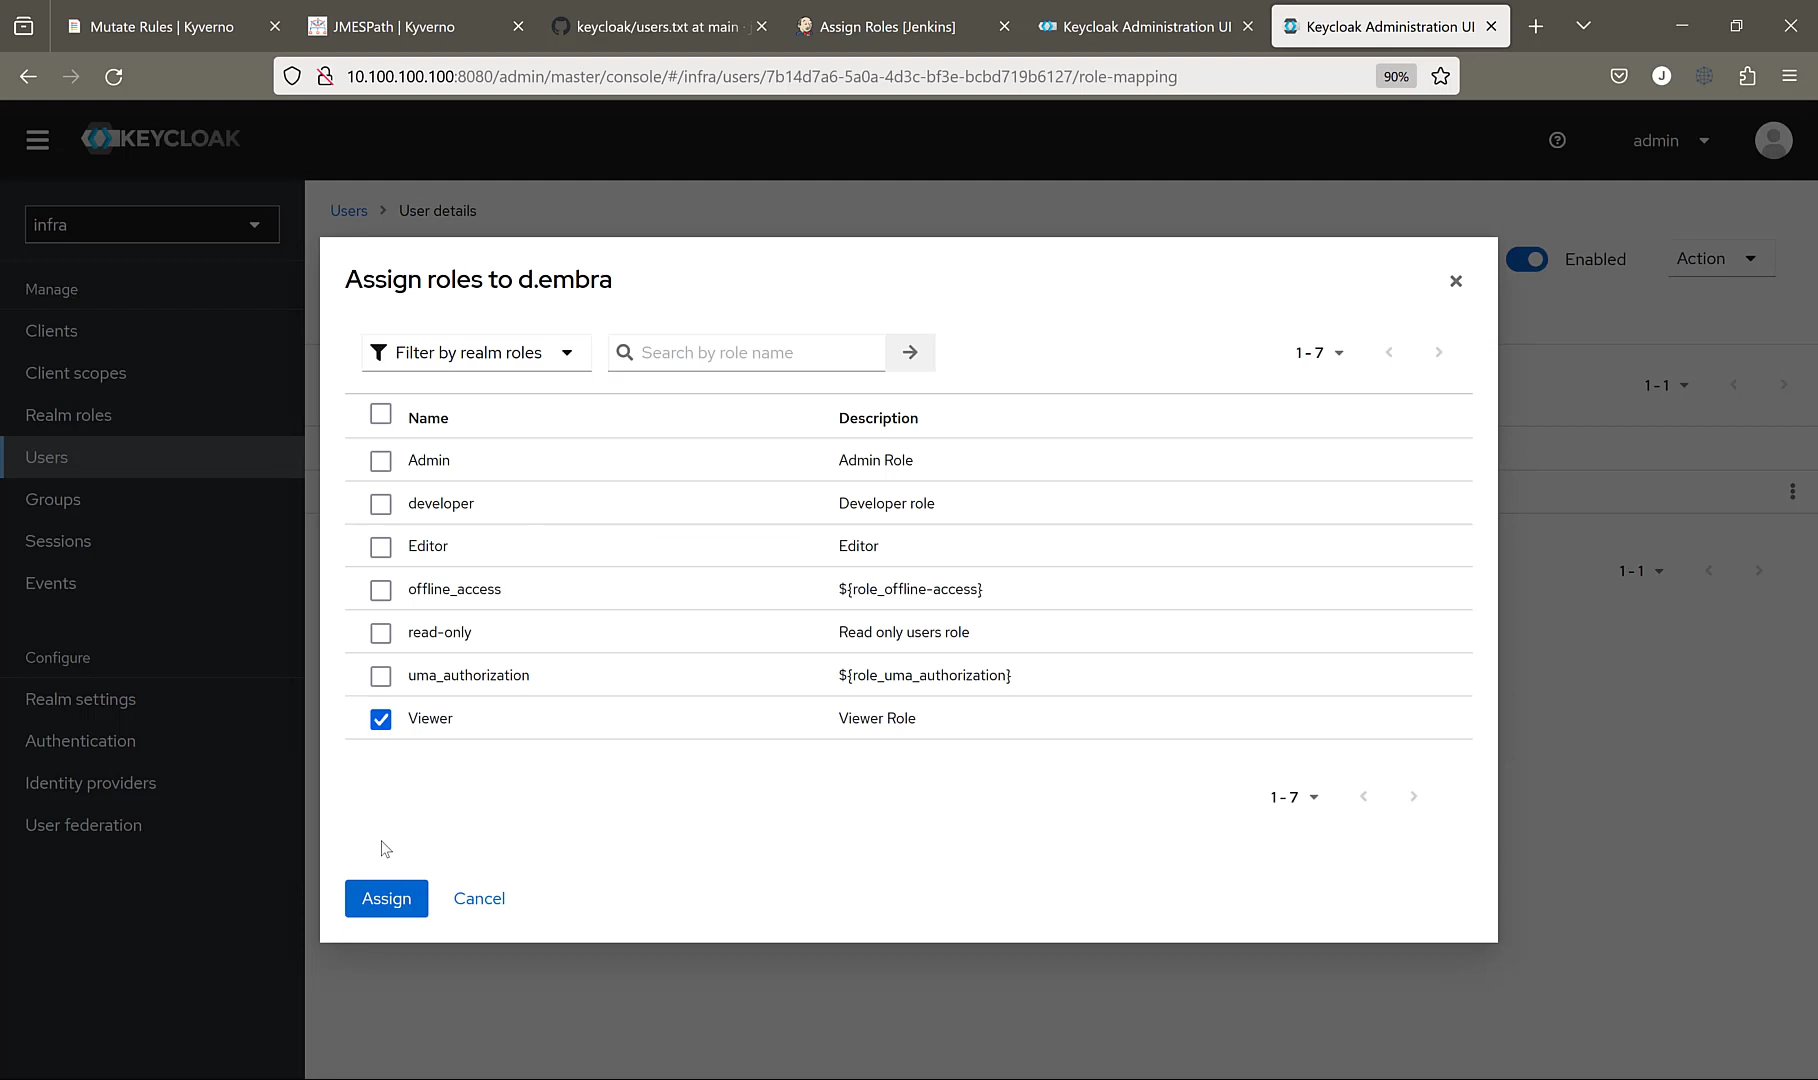 Mutate Rules | Kyverno
JMESPath | Kyverno
keycloak/users.txt at main ·
Assign Roles [Jenkins]
Keycloak Administration UI
Keycloak Administration UI
10.100.100.100:8080/admin/master/console/#/infra/users/7b14d7a6-5a0a-4d3c-bf3e-bcbd719b6127/role-mapping
90%
J
KEYCLOAK
admin
infra
Manage
Clients
Client scopes
Realm roles
Users
Groups
Sessions
Events
Configure
Realm settings
Authentication
Identity providers
User federation
Users > User details
Enabled
Action
1 - 1
1 - 1
Assign roles to d.embra
Filter by realm roles
Search by role name
1 - 7
Name Description
Admin Admin Role
developer Developer role
Editor Editor
offline_access ${role_offline-access}
read-only Read only users role
uma_authorization ${role_uma_authorization}
Viewer Viewer Role
1 - 7
Assign
Cancel